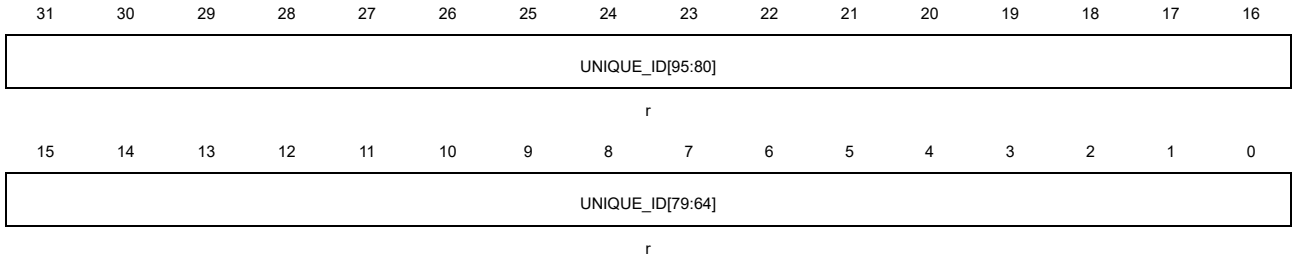 31 30 29 28 27 26 25 24 23 22 21 20 19 18 17 16
UNIQUE_ID[95:80]
r
15 14 13 12 11 10 9 8 7 6 5 4 3 2 1 0
UNIQUE_ID[79:64]
r